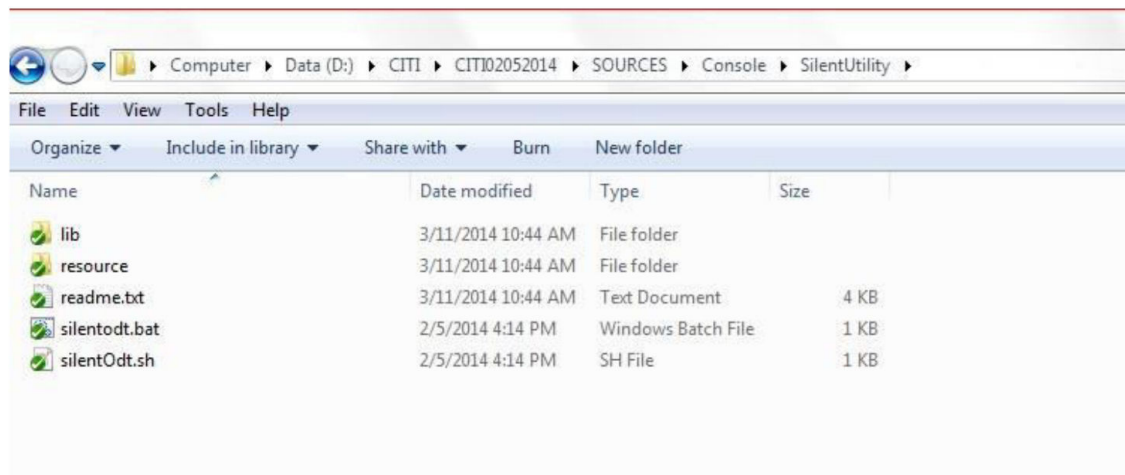 Computer Data (D:) CITI CITI02052014 SOURCES Console SilentUtility
File Edit View Tools Help
Organize Include in library Share with Burn New folder
Name Date modified Type Size
lib 3/11/2014 10:44 AM File folder
resource 3/11/2014 10:44 AM File folder
readme.txt 3/11/2014 10:44 AM Text Document 4 KB
silentodt.bat 2/5/2014 4:14 PM Windows Batch File 1 KB
silentOdt.sh 2/5/2014 4:14 PM SH File 1 KB